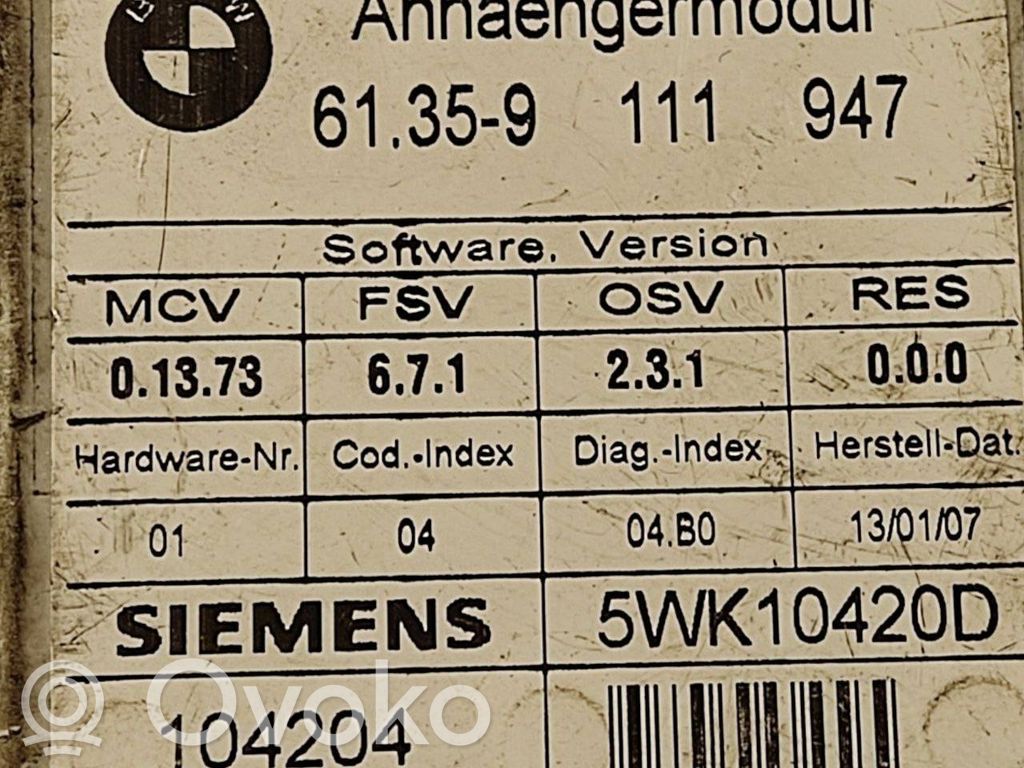 BMW
Anhaengermodul
61.35-9 111 947
Software. Version
MCV FSV OSV RES
0.13.73 6.7.1 2.3.1 0.0.0
Hardware-Nr. Cod.-Index Diag.-Index Herstell-Dat.
01 04 04.B0 13/01/07
SIEMENS 5WK10420D
104204
Ovoko